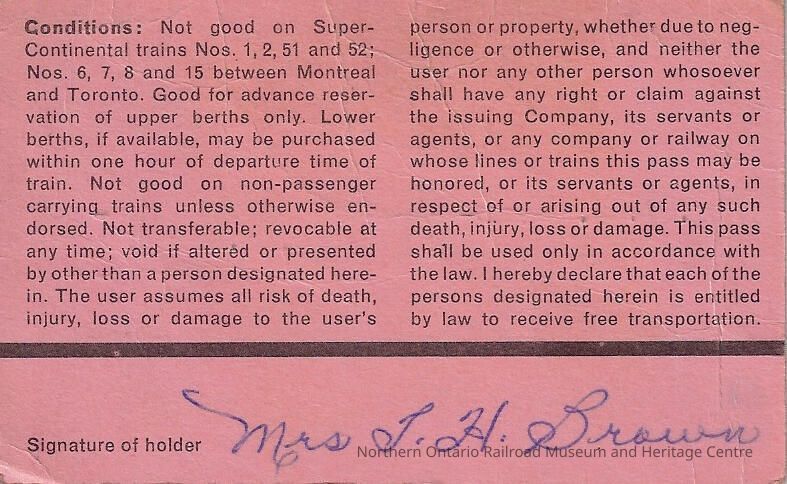 Conditions: Not good on Super-
Continental trains Nos. 1, 2, 51 and 52;
Nos. 6, 7, 8 and 15 between Montreal
and Toronto. Good for advance reser-
vation of upper berths only. Lower
berths, if available, may be purchased
within one hour of departure time of
train. Not good on non-passenger
carrying trains unless otherwise en-
dorsed. Not transferable; revocable at
any time; void if altered or presented
by other than a person designated here-
in. The user assumes all risk of death,
injury, loss or damage to the user's
person or property, whether due to neg-
ligence or otherwise, and neither the
user nor any other person whosoever
shall have any right or claim against
the issuing Company, its servants or
agents, or any company or railway on
whose lines or trains this pass may be
honored, or its servants or agents, in
respect of or arising out of any such
death, injury, loss or damage. This pass
shall be used only in accordance with
the law. I hereby declare that each of the
persons designated herein is entitled
by law to receive free transportation.
Signature of holder Mrs T. H. Brown
Northern Ontario Railroad Museum and Heritage Centre